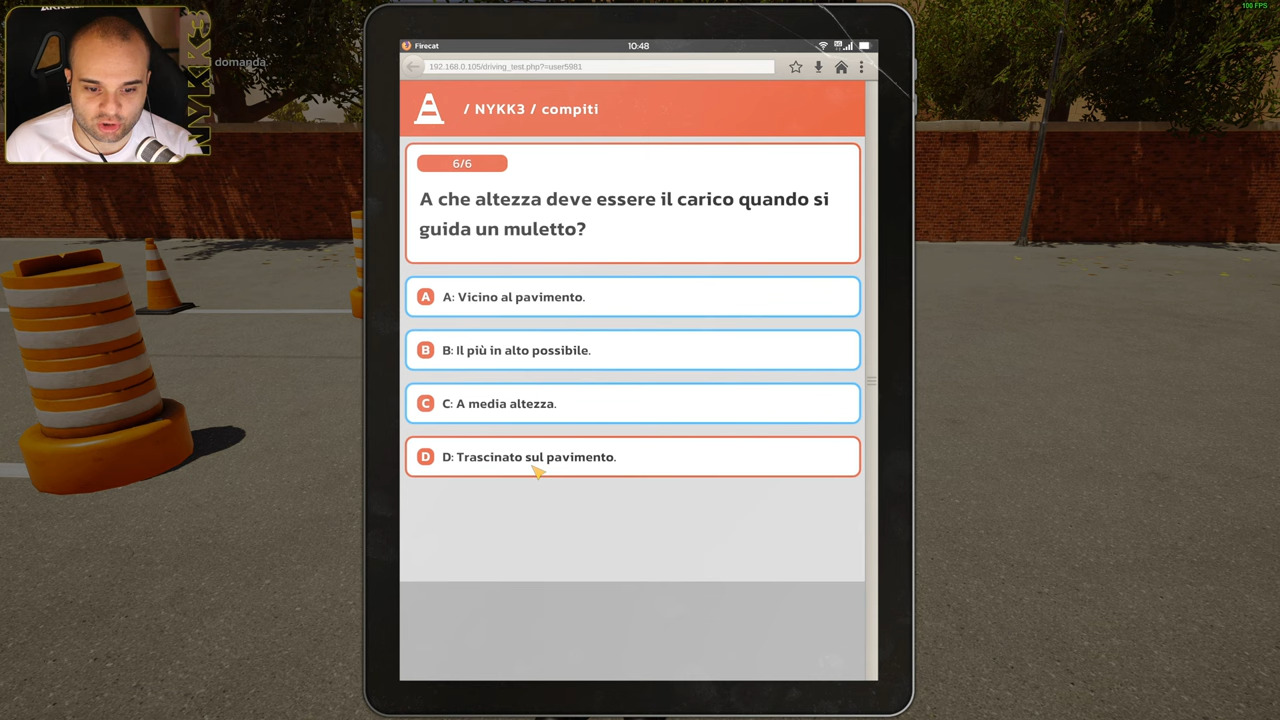 100 FPS
domanda
NYKK3
Firecat
10:48
192.168.0.105/driving_test.php?=user5981
/ NYKK3 / compiti
6/6
A che altezza deve essere il carico quando si
guida un muletto?
A A: Vicino al pavimento.
B B: Il più in alto possibile.
C C: A media altezza.
D D: Trascinato sul pavimento.